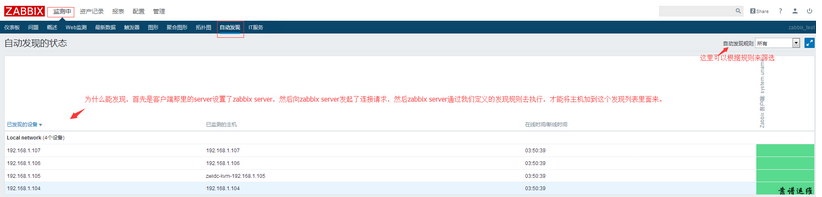 ZABBIX 监测中 资产记录 报表 配置 管理 Share ?
仪表板 问题 概述 Web监测 最新数据 触发器 图形 聚合图形 拓扑图 自动发现 IT服务 zabbix_test
自动发现的状态 自动发现规则 所有
这里可以根据规则来筛选
为什么能发现，首先是客户端那里的server设置了zabbix server，然后向zabbix server发起了连接请求，然后zabbix server通过我们定义的发现规则去执行，才能将主机加到这个发现列表里面来。
Zabbix 客户端: system.uname
已发现的设备 已监测的主机 在线时间/断线时间
Local network (4个设备)
192.168.1.107 192.168.1.107 03:50:39
192.168.1.106 192.168.1.106 03:50:39
192.168.1.105 zeldc-kvm-192.168.1.105 03:50:39
192.168.1.104 192.168.1.104 03:50:39
靠谱运维